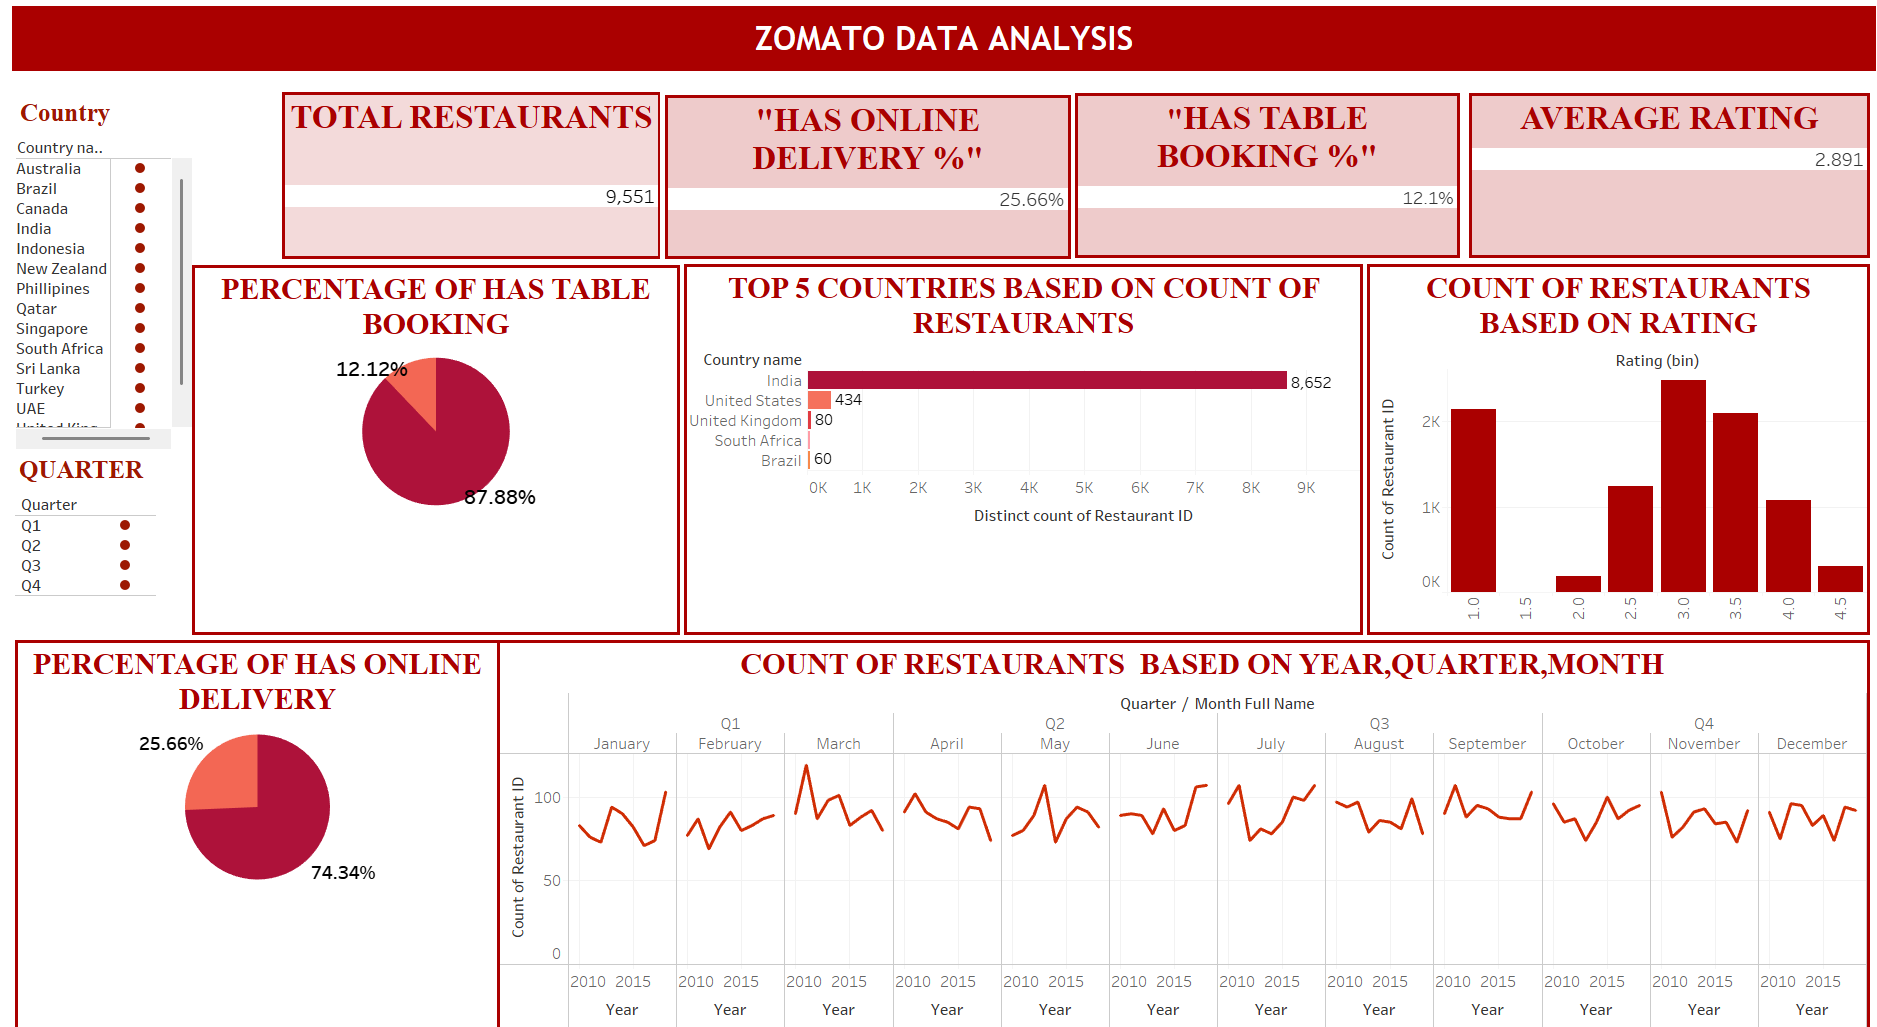 ZOMATO DATA ANALYSIS
Country
Country na..
Australia
Brazil
Canada
India
Indonesia
New Zealand
Phillipines
Qatar
Singapore
South Africa
Sri Lanka
Turkey
UAE
QUARTER
Quarter
Q1
Q2
Q3
Q4
TOTAL RESTAURANTS
9,551
"HAS ONLINE
DELIVERY %"
25.66%
"HAS TABLE
BOOKING %"
12.1%
AVERAGE RATING
2.891
PERCENTAGE OF HAS TABLE
BOOKING
12.12%
87.88%
TOP 5 COUNTRIES BASED ON COUNT OF
RESTAURANTS
Country name
India 8,652
United States 434
United Kingdom 80
South Africa
Brazil 60
0K 1K 2K 3K 4K 5K 6K 7K 8K 9K
Distinct count of Restaurant ID
COUNT OF RESTAURANTS
BASED ON RATING
Rating (bin)
Count of Restaurant ID
2K
1K
0K
1.0 1.5 2.0 2.5 3.0 3.5 4.0 4.5
PERCENTAGE OF HAS ONLINE
DELIVERY
25.66%
74.34%
COUNT OF RESTAURANTS  BASED ON YEAR,QUARTER,MONTH
Quarter / Month Full Name
Q1 Q2 Q3 Q4
January February March April May June July August September October November December
Count of Restaurant ID
100
50
0
2010 2015 2010 2015 2010 2015 2010 2015 2010 2015 2010 2015 2010 2015 2010 2015 2010 2015 2010 2015 2010 2015 2010 2015
Year Year Year Year Year Year Year Year Year Year Year Year